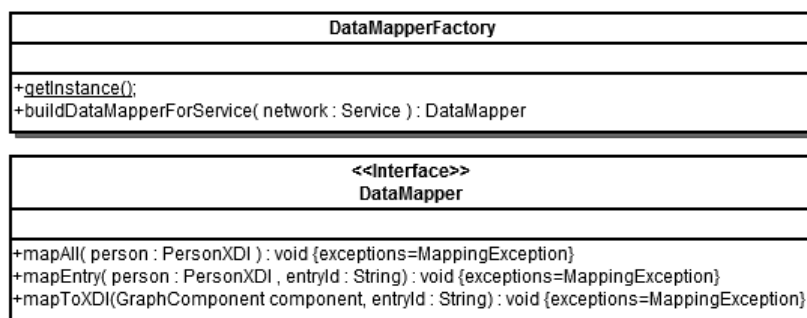 DataMapperFactory
+getInstance();
+buildDataMapperForService( network : Service ) : DataMapper
<<Interface>>
DataMapper
+mapAll( person : PersonXDI ) : void {exceptions=MappingException}
+mapEntry( person : PersonXDI , entryId : String) : void {exceptions=MappingException}
+mapToXDI(GraphComponent component, entryId : String) : void {exceptions=MappingException}